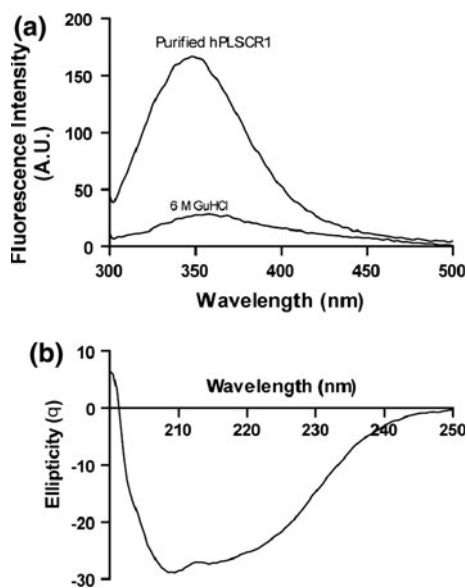 (a)
200
150
100
50
0
Fluorescence Intensity
(A.U.)
Purified hPLSCR1
6 M GuHCl
300 350 400 450 500
Wavelength (nm)
(b)
10
0
-10
-20
-30
Ellipticity (q)
Wavelength (nm)
210 220 230 240 250